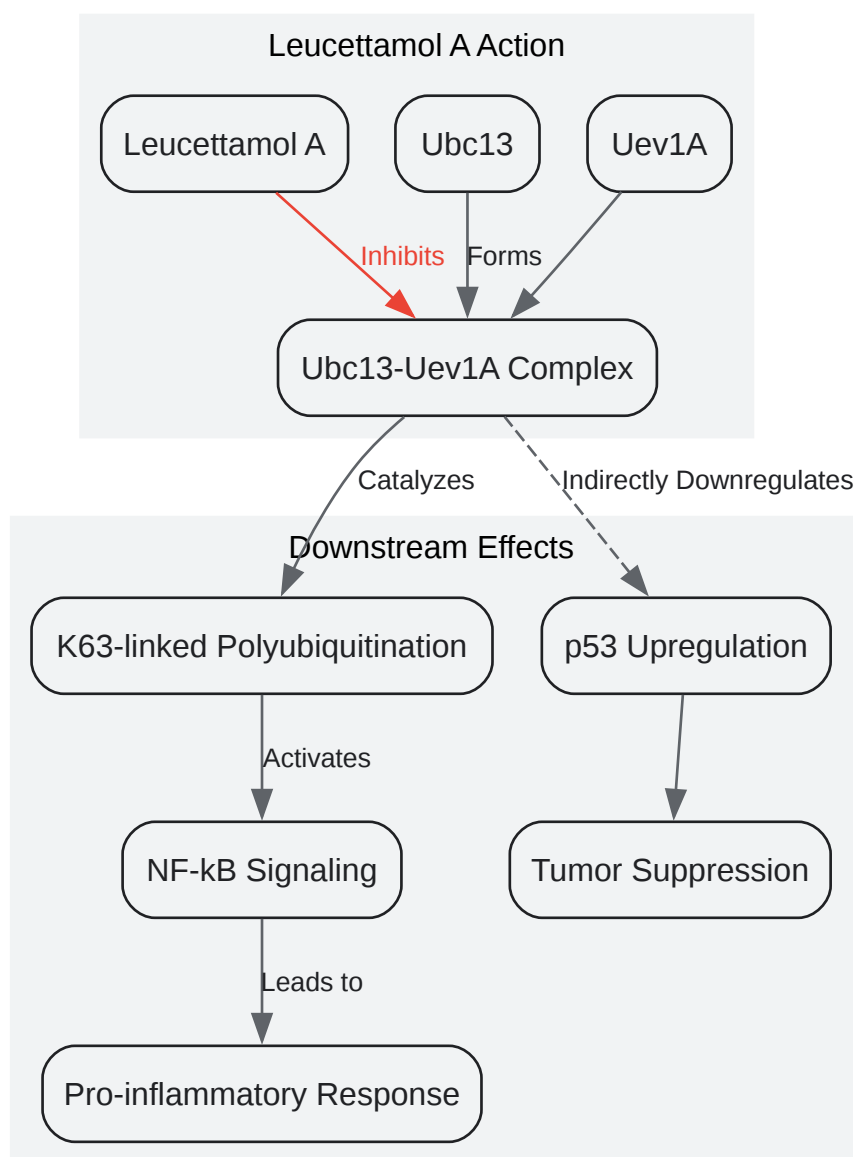 Leucettamol A Action
Leucettamol A
Ubc13
Uev1A
Inhibits
Forms
Ubc13-Uev1A Complex
Catalyzes
Indirectly Downregulates
Downstream Effects
K63-linked Polyubiquitination
p53 Upregulation
Activates
NF-kB Signaling
Tumor Suppression
Leads to
Pro-inflammatory Response